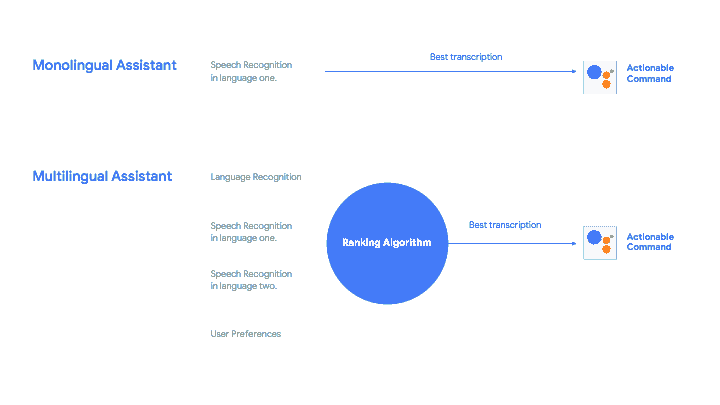 Monolingual Assistant
Speech Recognition
in language one.
Best transcription
Actionable
Command
Multilingual Assistant
Language Recognition
Speech Recognition
in language one.
Speech Recognition
in language two.
User Preferences
Ranking Algorithm
Best transcription
Actionable
Command